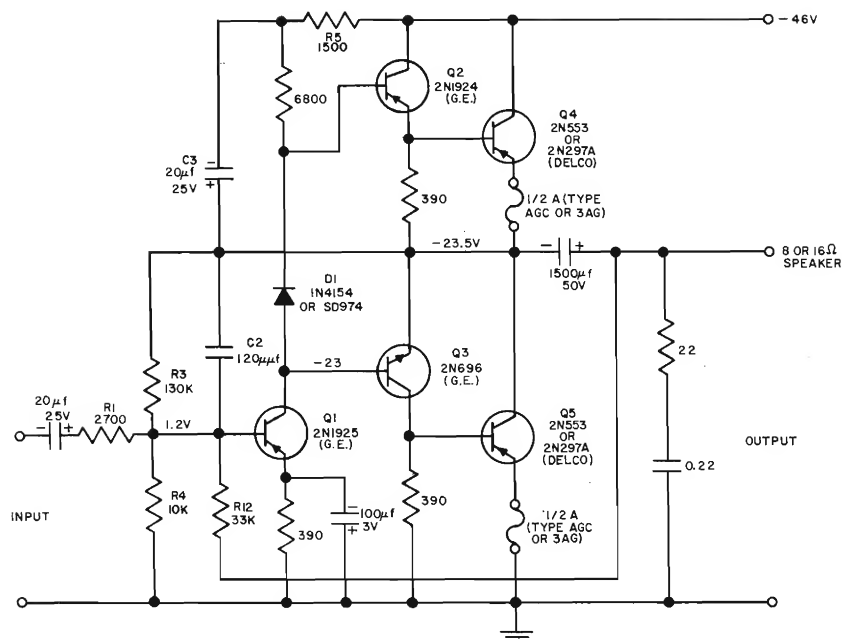 R5
1500
-46V
Q2
2N1924
(G.E.)
6800
Q4
2N553
OR
2N297A
(DELCO)
C3
20μf
25V
-
+
390
1/2 A (TYPE
AGC OR 3AG)
-23.5V
-
+
1500μf
50V
8 OR 16Ω
SPEAKER
D1
1N4154
OR SD974
C2
120μμf
-23
Q3
2N696
(G.E.)
22
R3
130K
20μf
25V
-
+
R1
2700
1.2V
Q1
2N1925
(G.E.)
Q5
2N553
OR
2N297A
(DELCO)
OUTPUT
0.22
R4
10K
R12
33K
INPUT
390
-
100μf
+
3V
390
1/2 A
(TYPE AGC
OR 3AG)